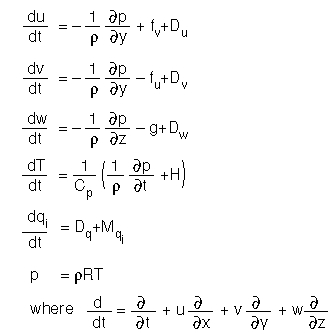 du/dt = − 1/ρ ∂p/∂y + f_v+D_u
dv/dt = − 1/ρ ∂p/∂y − f_u+D_v
dw/dt = − 1/ρ ∂p/∂z − g+D_w
dT/dt = 1/C_p (1/ρ ∂p/∂t +H)
dq_i/dt = D_q+M_q_i
p = ρRT
where d/dt = ∂/∂t + u ∂/∂x + v ∂/∂y + w ∂/∂z